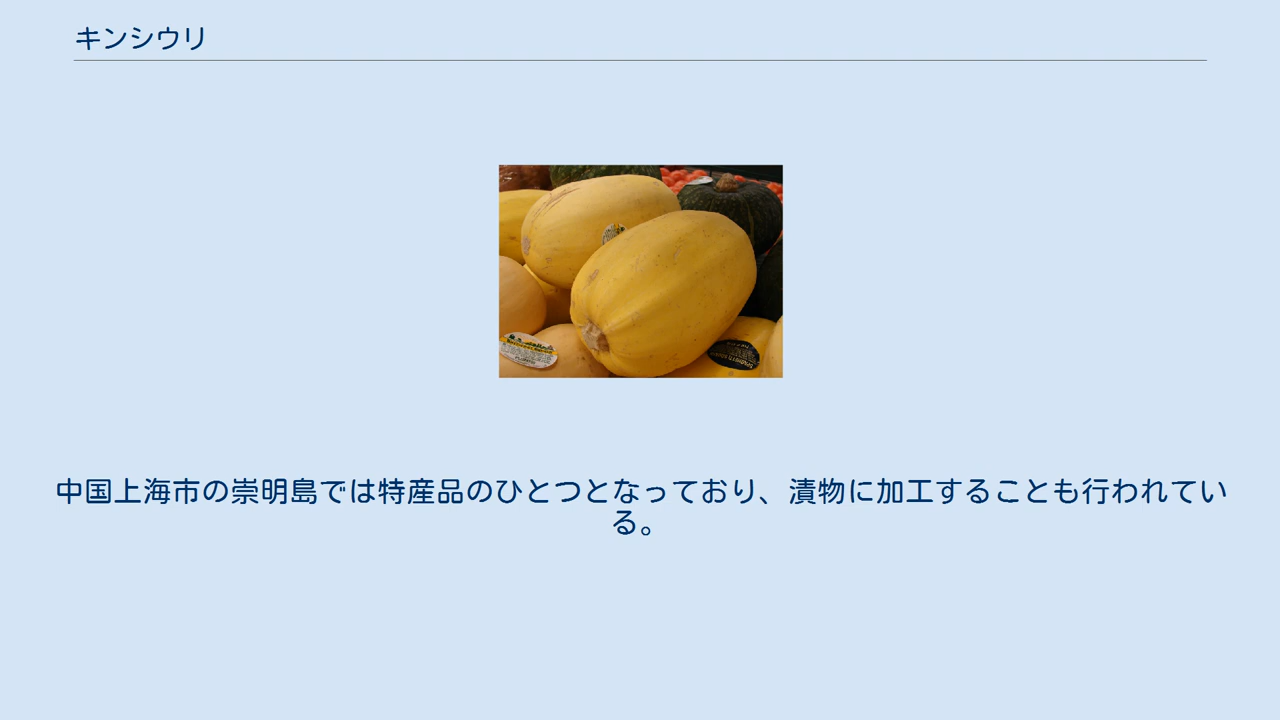 キンシウリ
中国上海市の崇明島では特産品のひとつとなっており、漬物に加工することも行われてい
る。